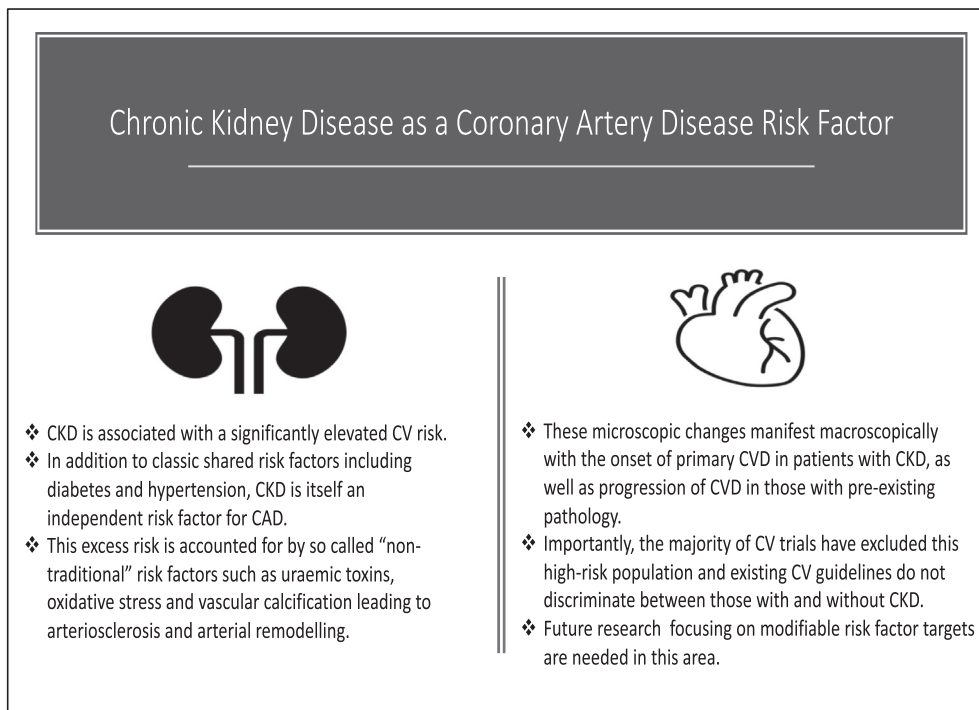 Chronic Kidney Disease as a Coronary Artery Disease Risk Factor
❖ CKD is associated with a significantly elevated CV risk.
❖ In addition to classic shared risk factors including
diabetes and hypertension, CKD is itself an
independent risk factor for CAD.
❖ This excess risk is accounted for by so called “non-
traditional” risk factors such as uraemic toxins,
oxidative stress and vascular calcification leading to
arteriosclerosis and arterial remodelling.
❖ These microscopic changes manifest macroscopically
with the onset of primary CVD in patients with CKD, as
well as progression of CVD in those with pre-existing
pathology.
❖ Importantly, the majority of CV trials have excluded this
high-risk population and existing CV guidelines do not
discriminate between those with and without CKD.
❖ Future research focusing on modifiable risk factor targets
are needed in this area.